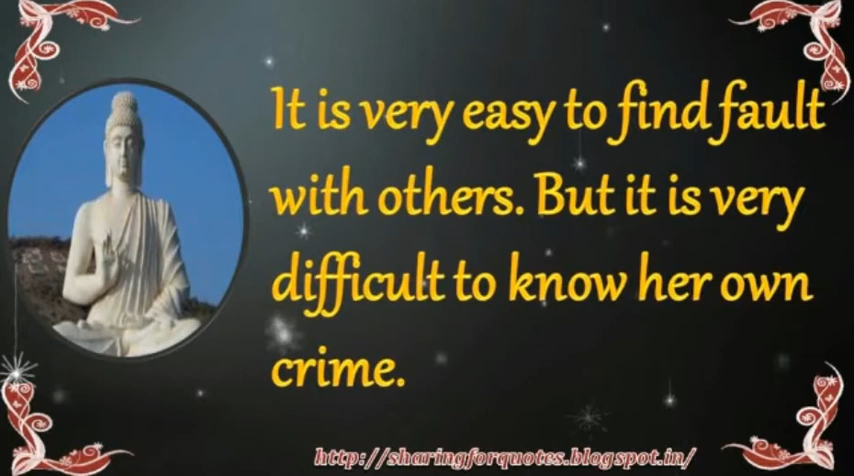 It is very easy to find fault
with others. But it is very
difficult to know her own
crime.
http://sharingforquotes.blogspot.in/